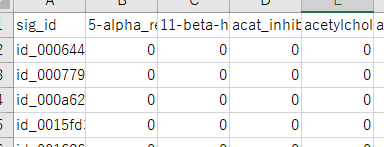 A B C D E
1 sig_id 5-alpha_re 11-beta-h acat_inhib acetylchol a
2 id_000644 0 0 0 0
3 id_000779 0 0 0 0
4 id_000a62 0 0 0 0
5 id_0015fd 0 0 0 0